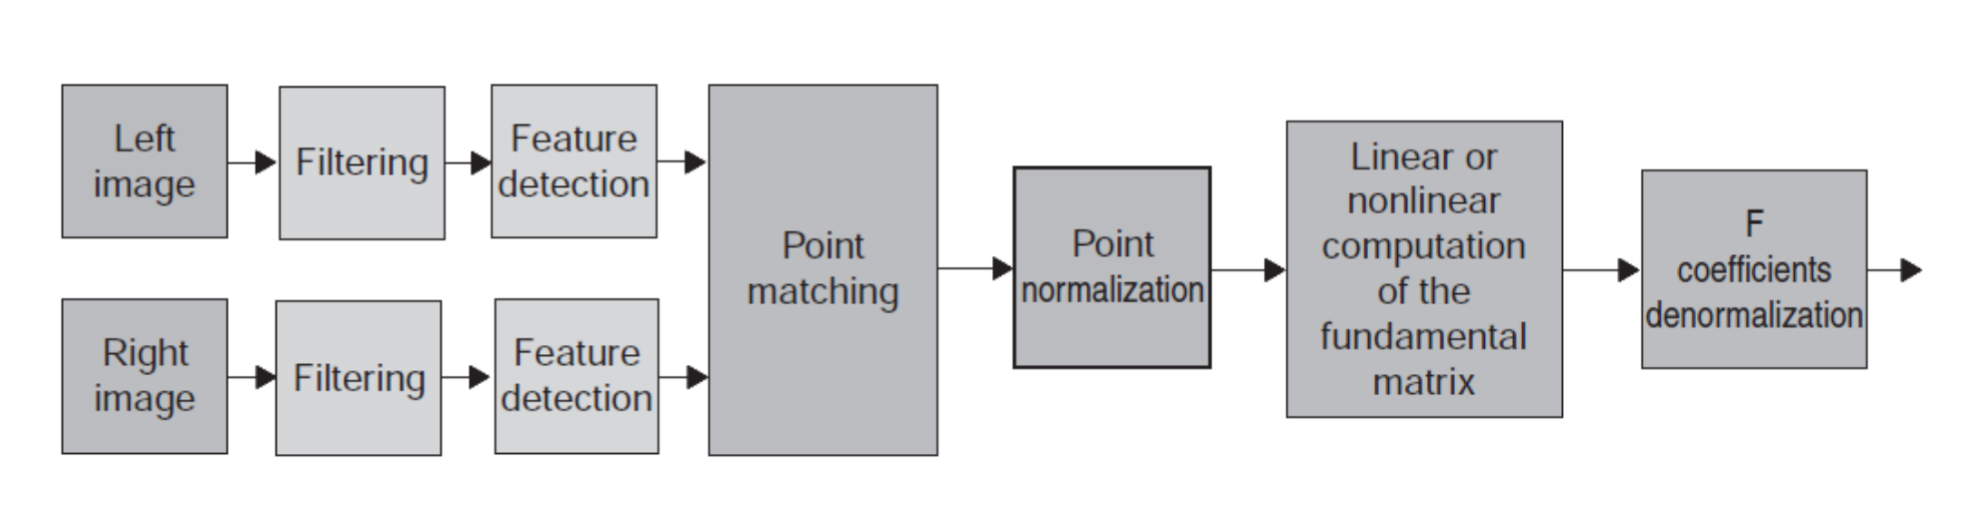 Left
image
Filtering
Feature
detection
Right
image
Filtering
Feature
detection
Point
matching
Point
normalization
Linear or
nonlinear
computation
of the
fundamental
matrix
F
coefficients
denormalization